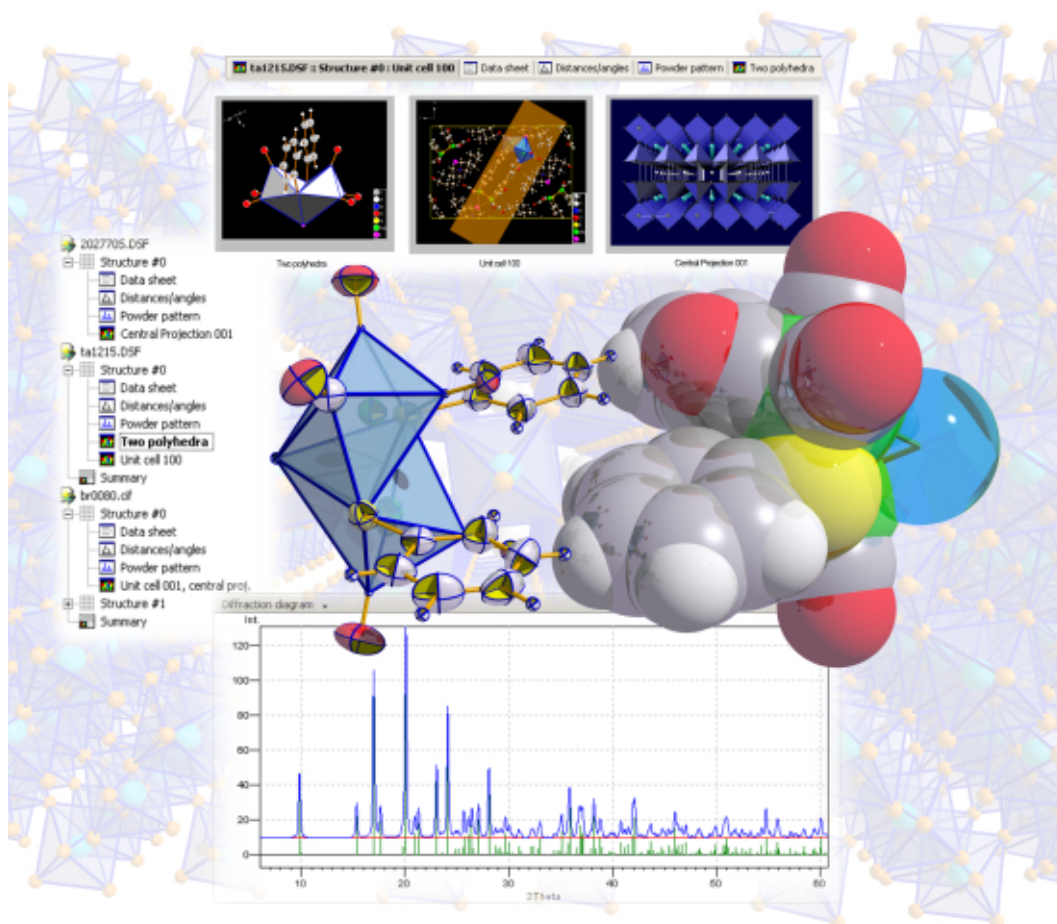 ta1215.DSF :: Structure #0 : Unit cell 100 Data sheet Distances/angles Powder pattern Two polyhedra
Two polyhedra Unit cell 100 Central Projection 001
2027705.DSF
Structure #0
Data sheet
Distances/angles
Powder pattern
Central Projection 001
ta1215.DSF
Structure #0
Data sheet
Distances/angles
Powder pattern
Two polyhedra
Unit cell 100
Summary
br0080.cif
Structure #0
Data sheet
Distances/angles
Powder pattern
Unit cell 001, central proj.
Structure #1
Summary
Diffraction diagram
Int.
120
100
80
60
40
20
0
10 20 30 40 50 60
2Theta